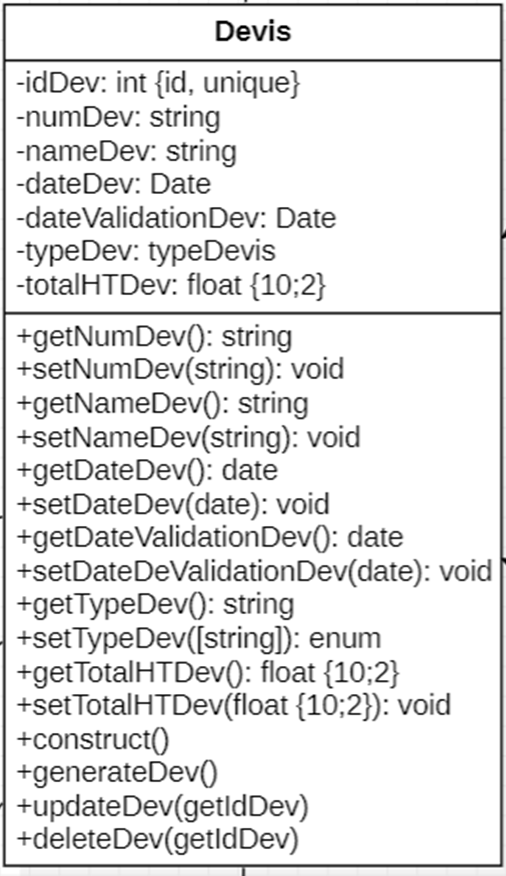 Devis
-idDev: int {id, unique}
-numDev: string
-nameDev: string
-dateDev: Date
-dateValidationDev: Date
-typeDev: typeDevis
-totalHTDev: float {10;2}
+getNumDev(): string
+setNumDev(string): void
+getNameDev(): string
+setNameDev(string): void
+getDateDev(): date
+setDateDev(date): void
+getDateValidationDev(): date
+setDateDeValidationDev(date): void
+getTypeDev(): string
+setTypeDev([string]): enum
+getTotalHTDev(): float {10;2}
+setTotalHTDev(float {10;2}): void
+construct()
+generateDev()
+updateDev(getIdDev)
+deleteDev(getIdDev)